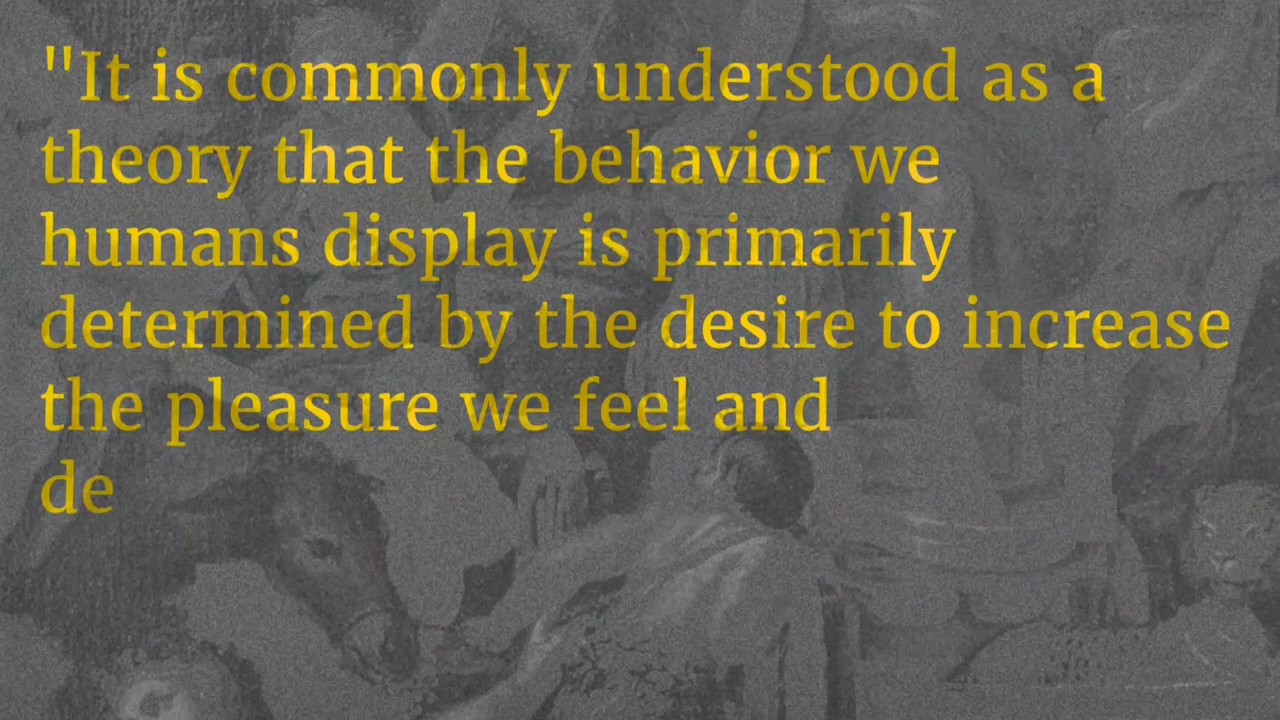 "It is commonly understood as a
theory that the behavior we
humans display is primarily
determined by the desire to increase
the pleasure we feel and
de